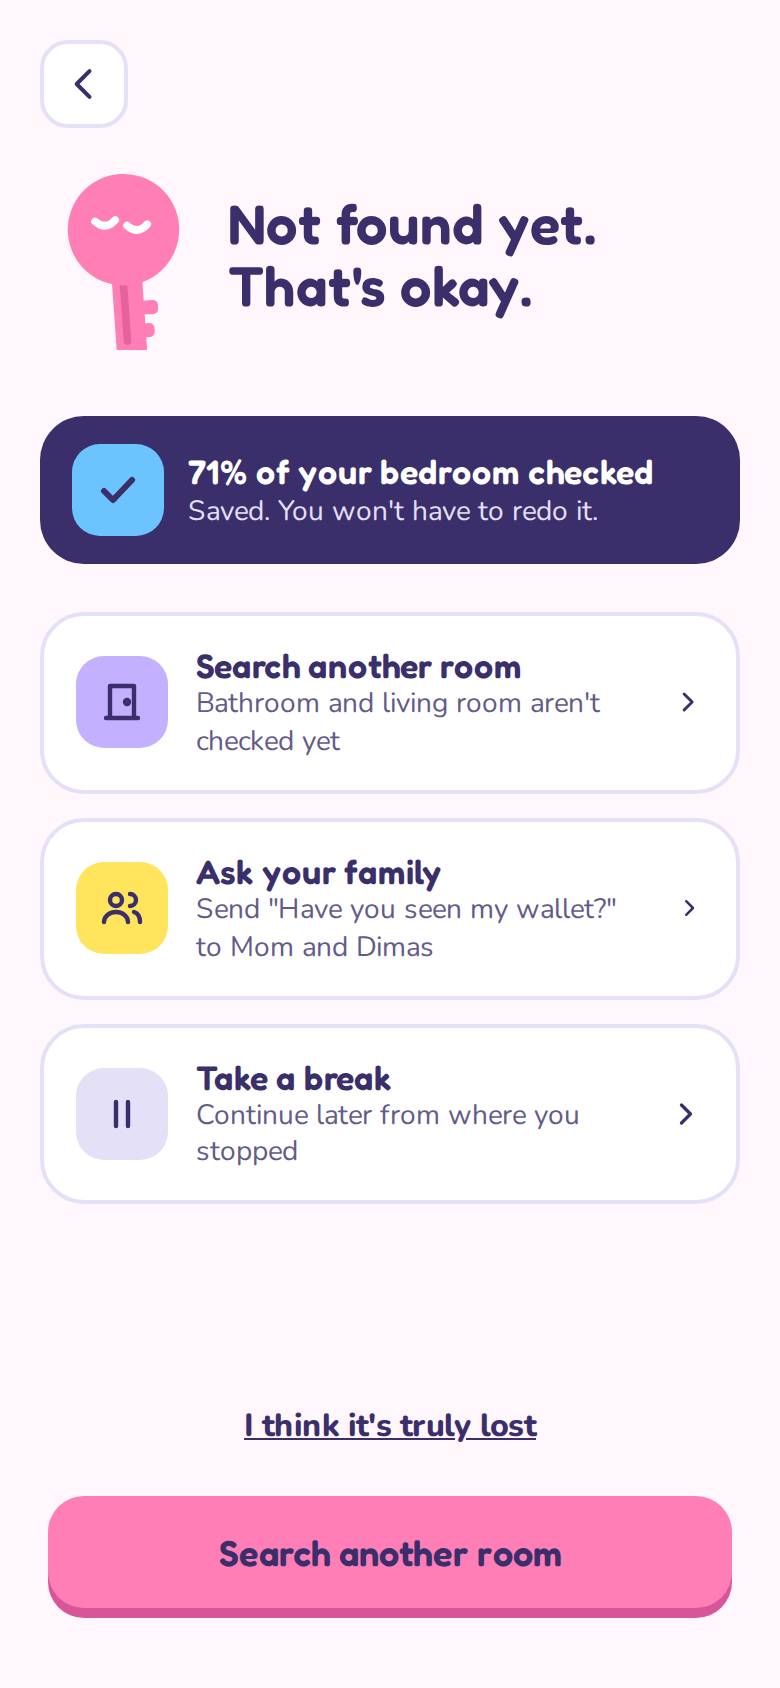 Not found yet.
That's okay.
71% of your bedroom checked
Saved. You won't have to redo it.
Search another room
Bathroom and living room aren't
checked yet
Ask your family
Send "Have you seen my wallet?"
to Mom and Dimas
Take a break
Continue later from where you
stopped
I think it's truly lost
Search another room